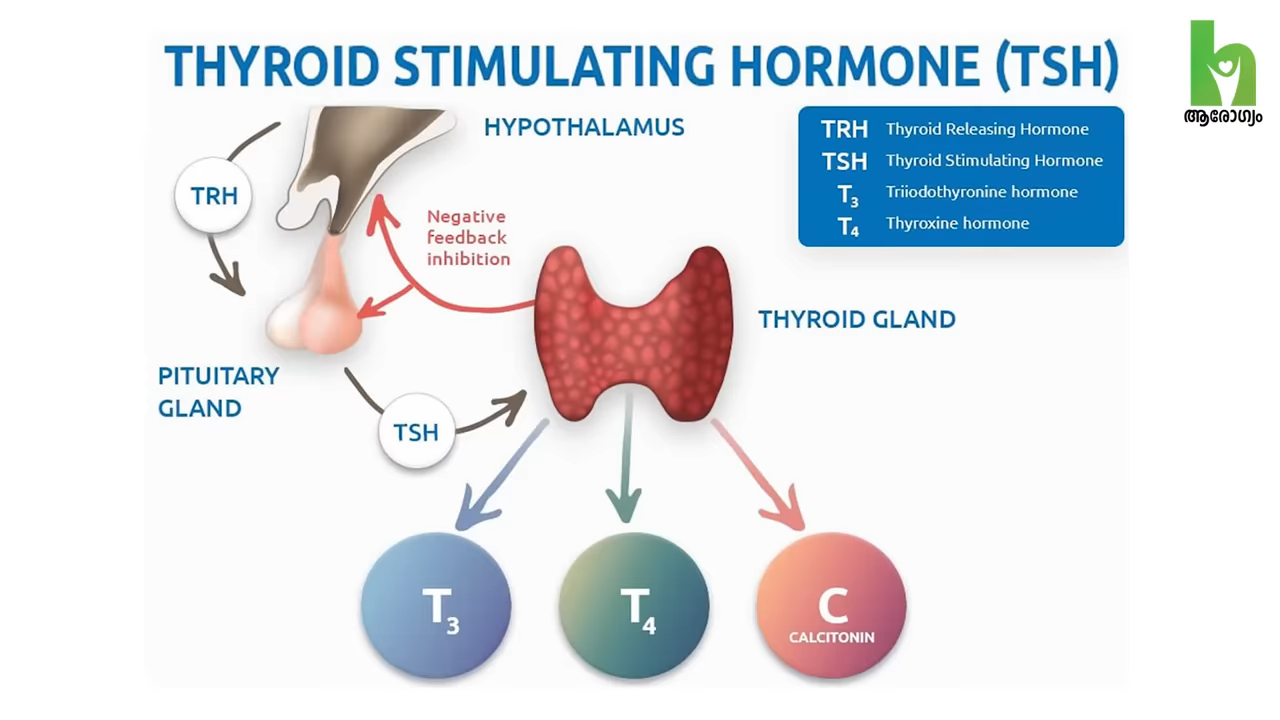 THYROID STIMULATING HORMONE (TSH)
ആരോഗ്യം
HYPOTHALAMUS
TRH Thyroid Releasing Hormone
TSH Thyroid Stimulating Hormone
T3 Triiodothyronine hormone
T4 Thyroxine hormone
TRH
Negative
feedback
inhibition
THYROID GLAND
PITUITARY
GLAND
TSH
T3
T4
C
CALCITONIN